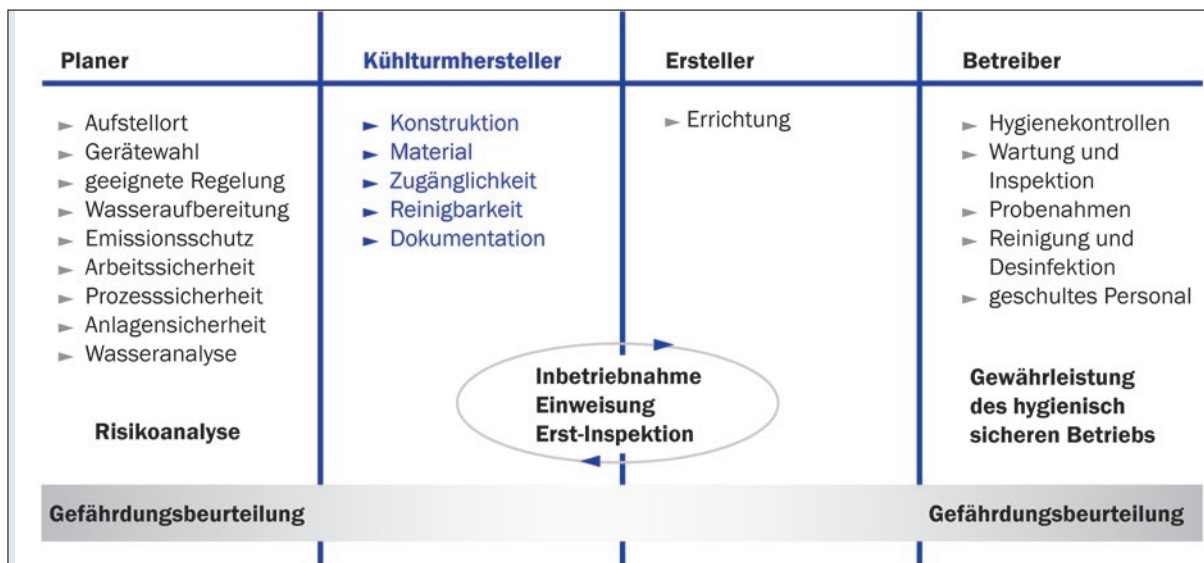 Planer
Aufstellort
Gerätewahl
geeignete Regelung
Wasseraufbereitung
Emissionsschutz
Arbeitssicherheit
Prozesssicherheit
Anlagensicherheit
Wasseranalyse
Risikoanalyse
Kühlturmhersteller
Konstruktion
Material
Zugänglichkeit
Reinigbarkeit
Dokumentation
Ersteller
Errichtung
Inbetriebnahme
Einweisung
Erst-Inspektion
Betreiber
Hygienekontrollen
Wartung und
Inspektion
Probenahmen
Reinigung und
Desinfektion
geschultes Personal
Gewährleistung
des hygienisch
sicheren Betriebs
Gefährdungsbeurteilung
Gefährdungsbeurteilung